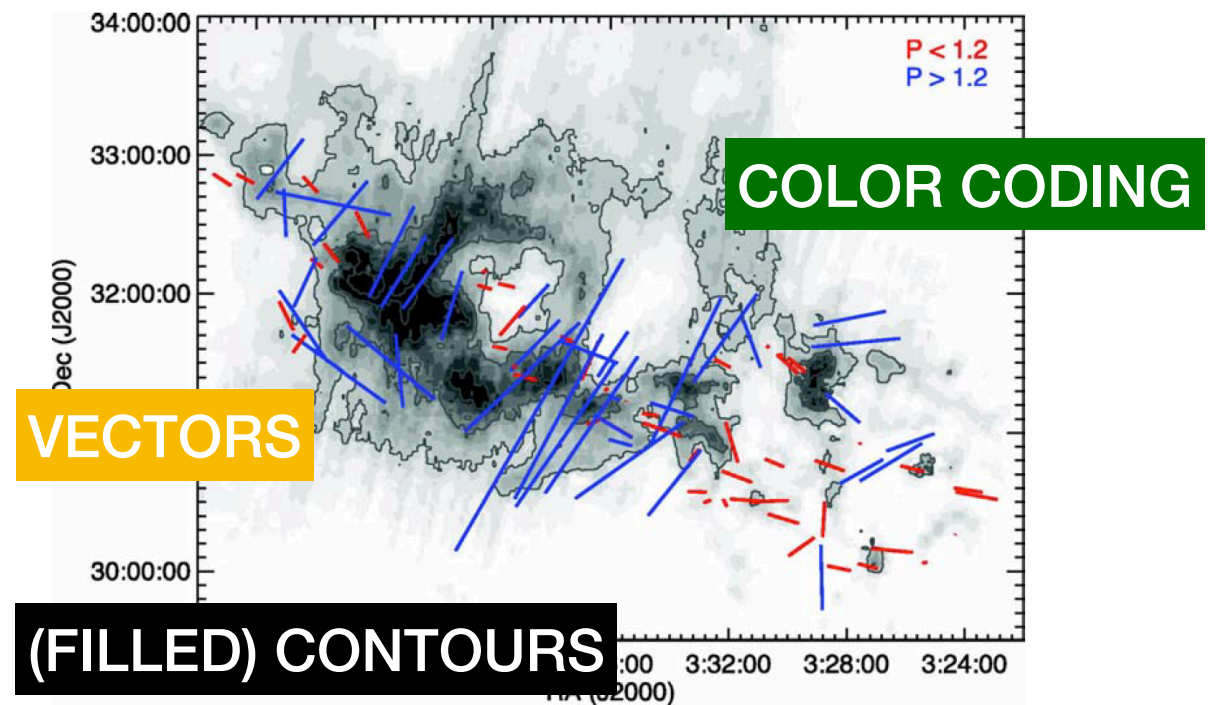 34:00:00
P < 1.2
P > 1.2
33:00:00
COLOR CODING
32:00:00
Dec (J2000)
VECTORS
30:00:00
(FILLED) CONTOURS
:00
3:32:00
3:28:00
3:24:00
RA (J2000)